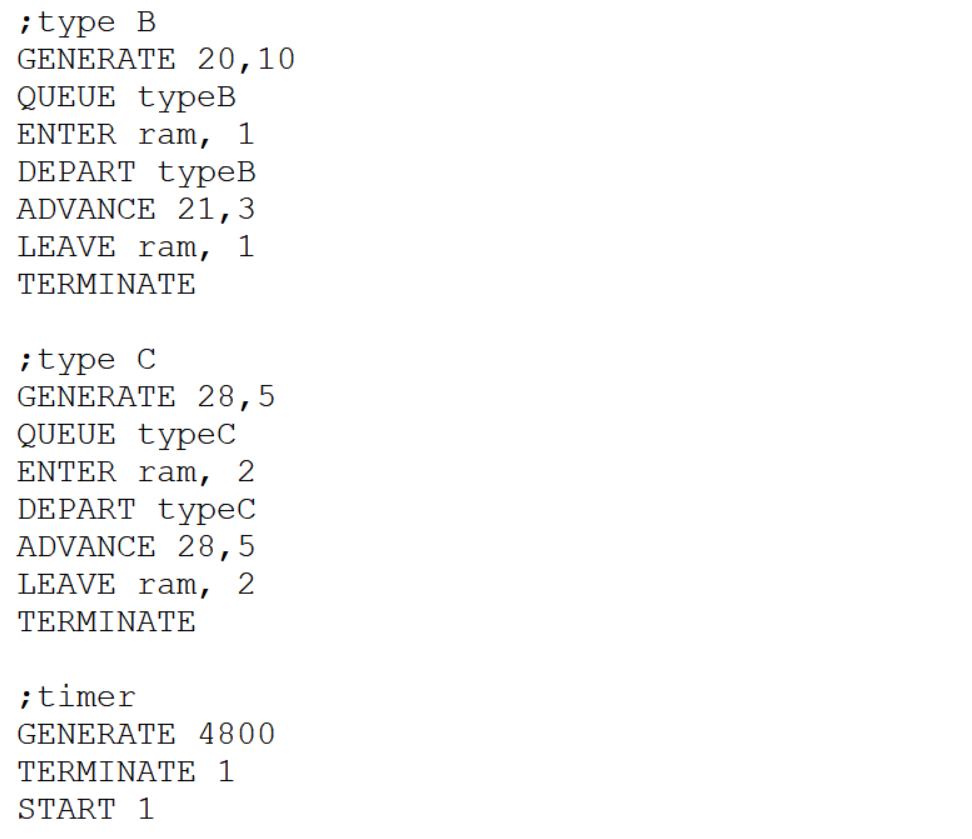 ;type B
GENERATE 20,10
QUEUE typeB
ENTER ram, 1
DEPART typeB
ADVANCE 21,3
LEAVE ram, 1
TERMINATE

;type C
GENERATE 28,5
QUEUE typeC
ENTER ram, 2
DEPART typeC
ADVANCE 28,5
LEAVE ram, 2
TERMINATE

;timer
GENERATE 4800
TERMINATE 1
START 1